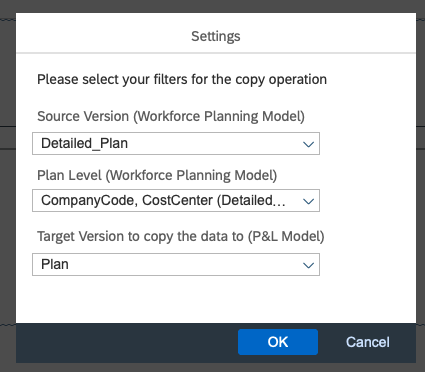 Settings
Please select your filters for the copy operation
Source Version (Workforce Planning Model)
Detailed_Plan
Plan Level (Workforce Planning Model)
CompanyCode, CostCenter (Detailed...
Target Version to copy the data to (P&L Model)
Plan
OK
Cancel